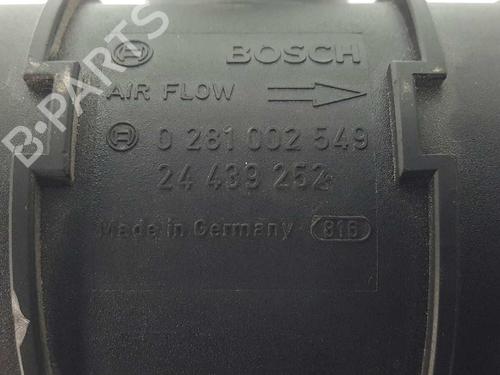 BOSCH
AIR FLOW
0 281 002 549
24 439 252
Made in Germany 816
B-PARTS